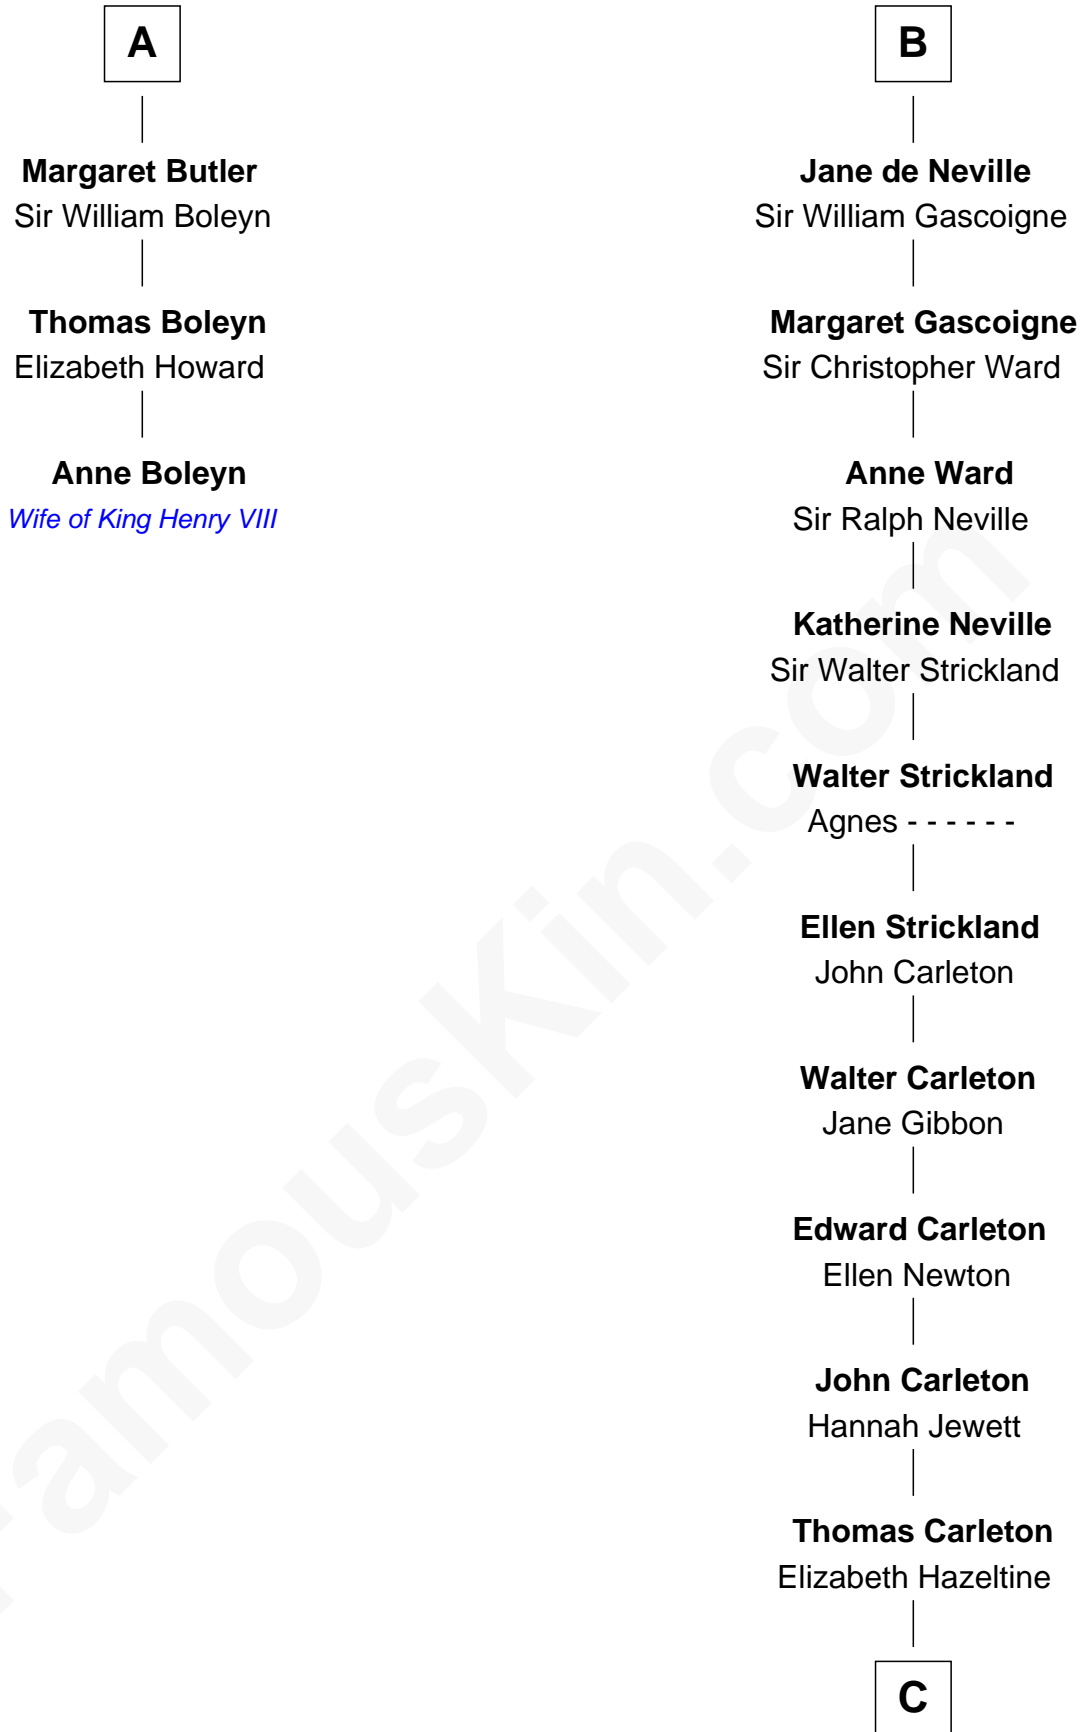 A
Margaret Butler
Sir William Boleyn
Thomas Boleyn
Elizabeth Howard
Anne Boleyn
Wife of King Henry VIII
B
Jane de Neville
Sir William Gascoigne
Margaret Gascoigne
Sir Christopher Ward
Anne Ward
Sir Ralph Neville
Katherine Neville
Sir Walter Strickland
Walter Strickland
Agnes - - - - - -
Ellen Strickland
John Carleton
Walter Carleton
Jane Gibbon
Edward Carleton
Ellen Newton
John Carleton
Hannah Jewett
Thomas Carleton
Elizabeth Hazeltine
C
FamousKin.com